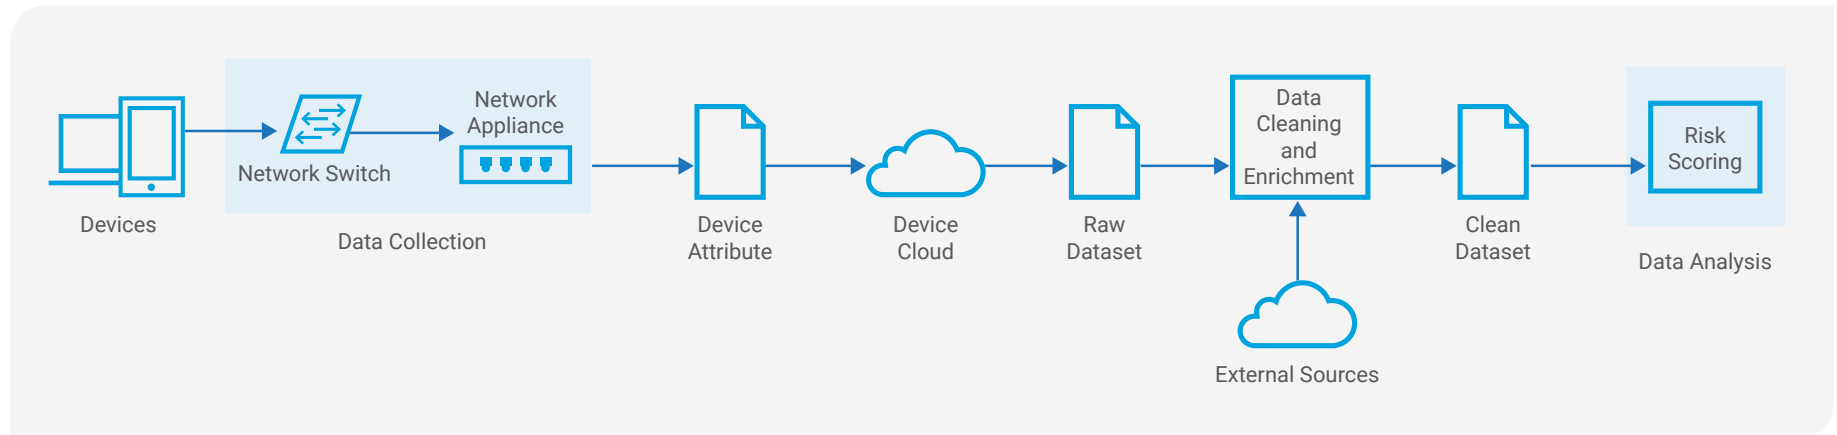 Devices
Network Switch
Network
Appliance
Data Collection
Device
Attribute
Device
Cloud
Raw
Dataset
Data
Cleaning
and
Enrichment
External Sources
Clean
Dataset
Risk
Scoring
Data Analysis